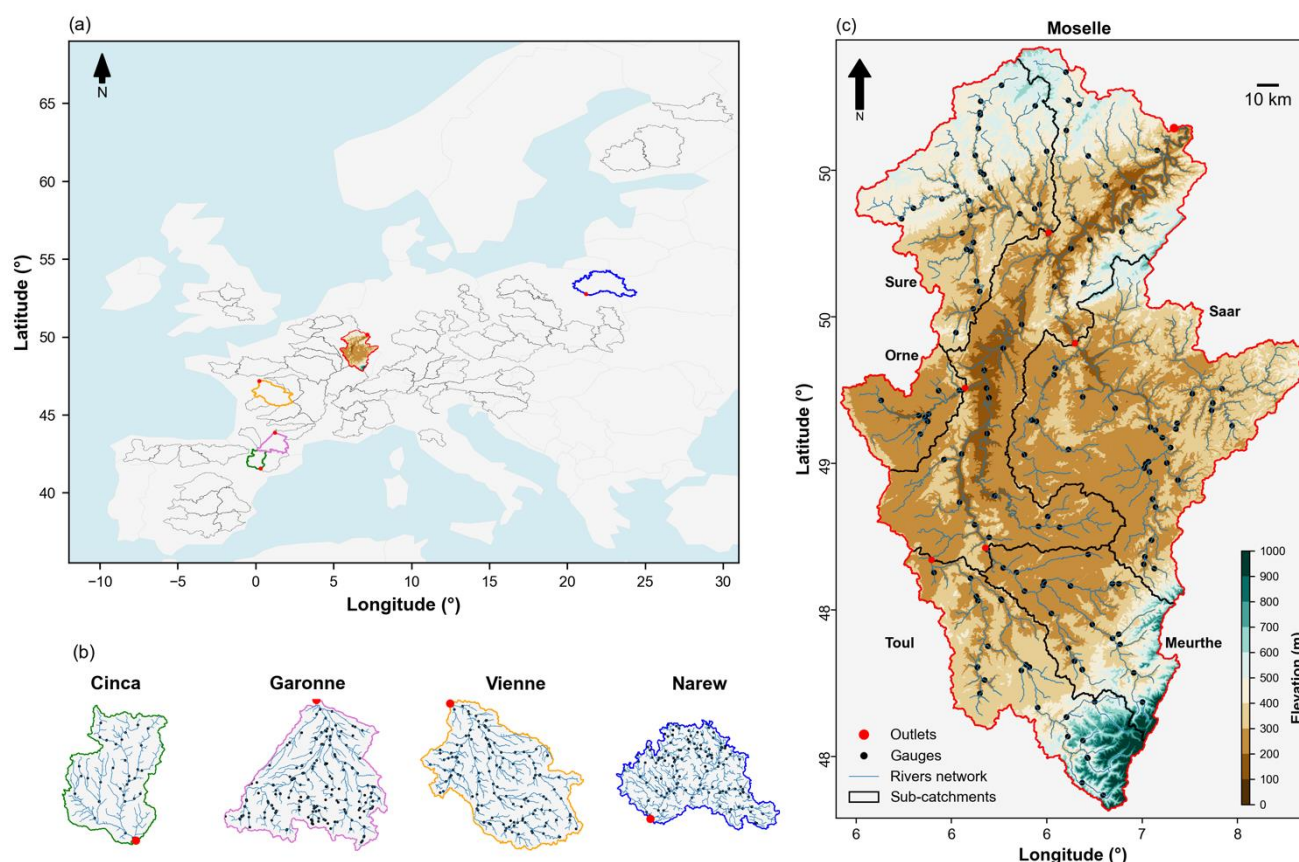 (a)
N
65
60
55
50
45
40
Latitude (°)
−10
−5
0
5
10
15
20
25
30
Longitude (°)
(b)
Cinca
Garonne
Vienne
Narew
(c)
Moselle
N
10 km
50
50
49
48
48
Latitude (°)
Sure
Orne
Saar
Toul
Meurthe
Outlets
Gauges
Rivers network
Sub-catchments
1000
900
800
700
600
500
400
300
200
100
0
Elevation (m)
6
6
6
7
8
Longitude (°)